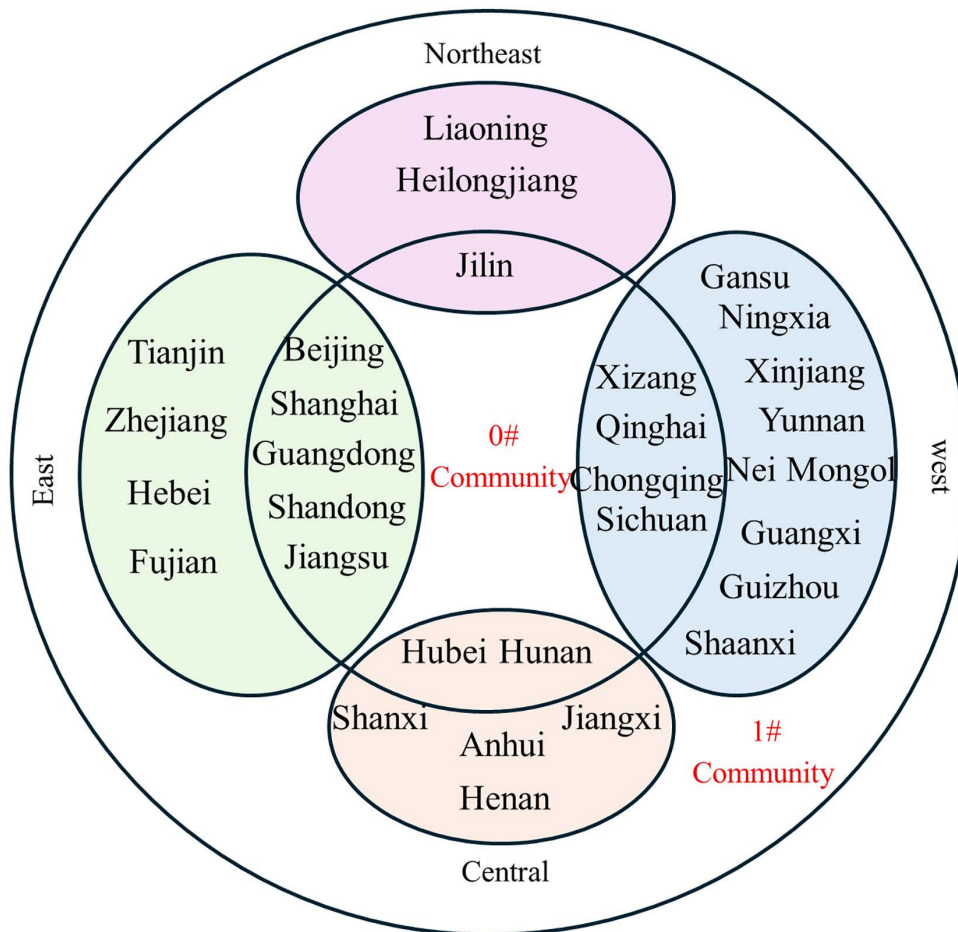 Northeast
Liaoning
Heilongjiang
Jilin
East
Tianjin
Zhejiang
Hebei
Fujian
Beijing
Shanghai
Guangdong
Shandong
Jiangsu
0#
Community
Xizang
Qinghai
Chongqing
Sichuan
Gansu
Ningxia
Xinjiang
Yunnan
Nei Mongol
Guangxi
Guizhou
Shaanxi
west
Hubei Hunan
Shanxi
Jiangxi
Anhui
Henan
1#
Community
Central